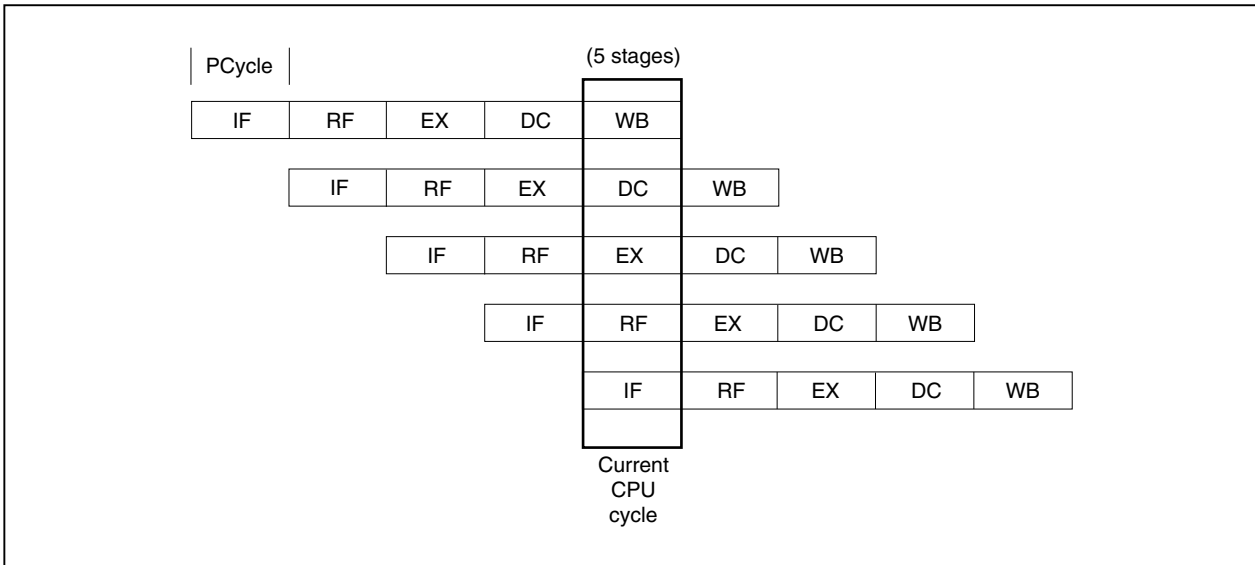 (5 stages)
PCycle
IF RF EX DC WB
IF RF EX DC WB
IF RF EX DC WB
IF RF EX DC WB
IF RF EX DC WB
Current
CPU
cycle